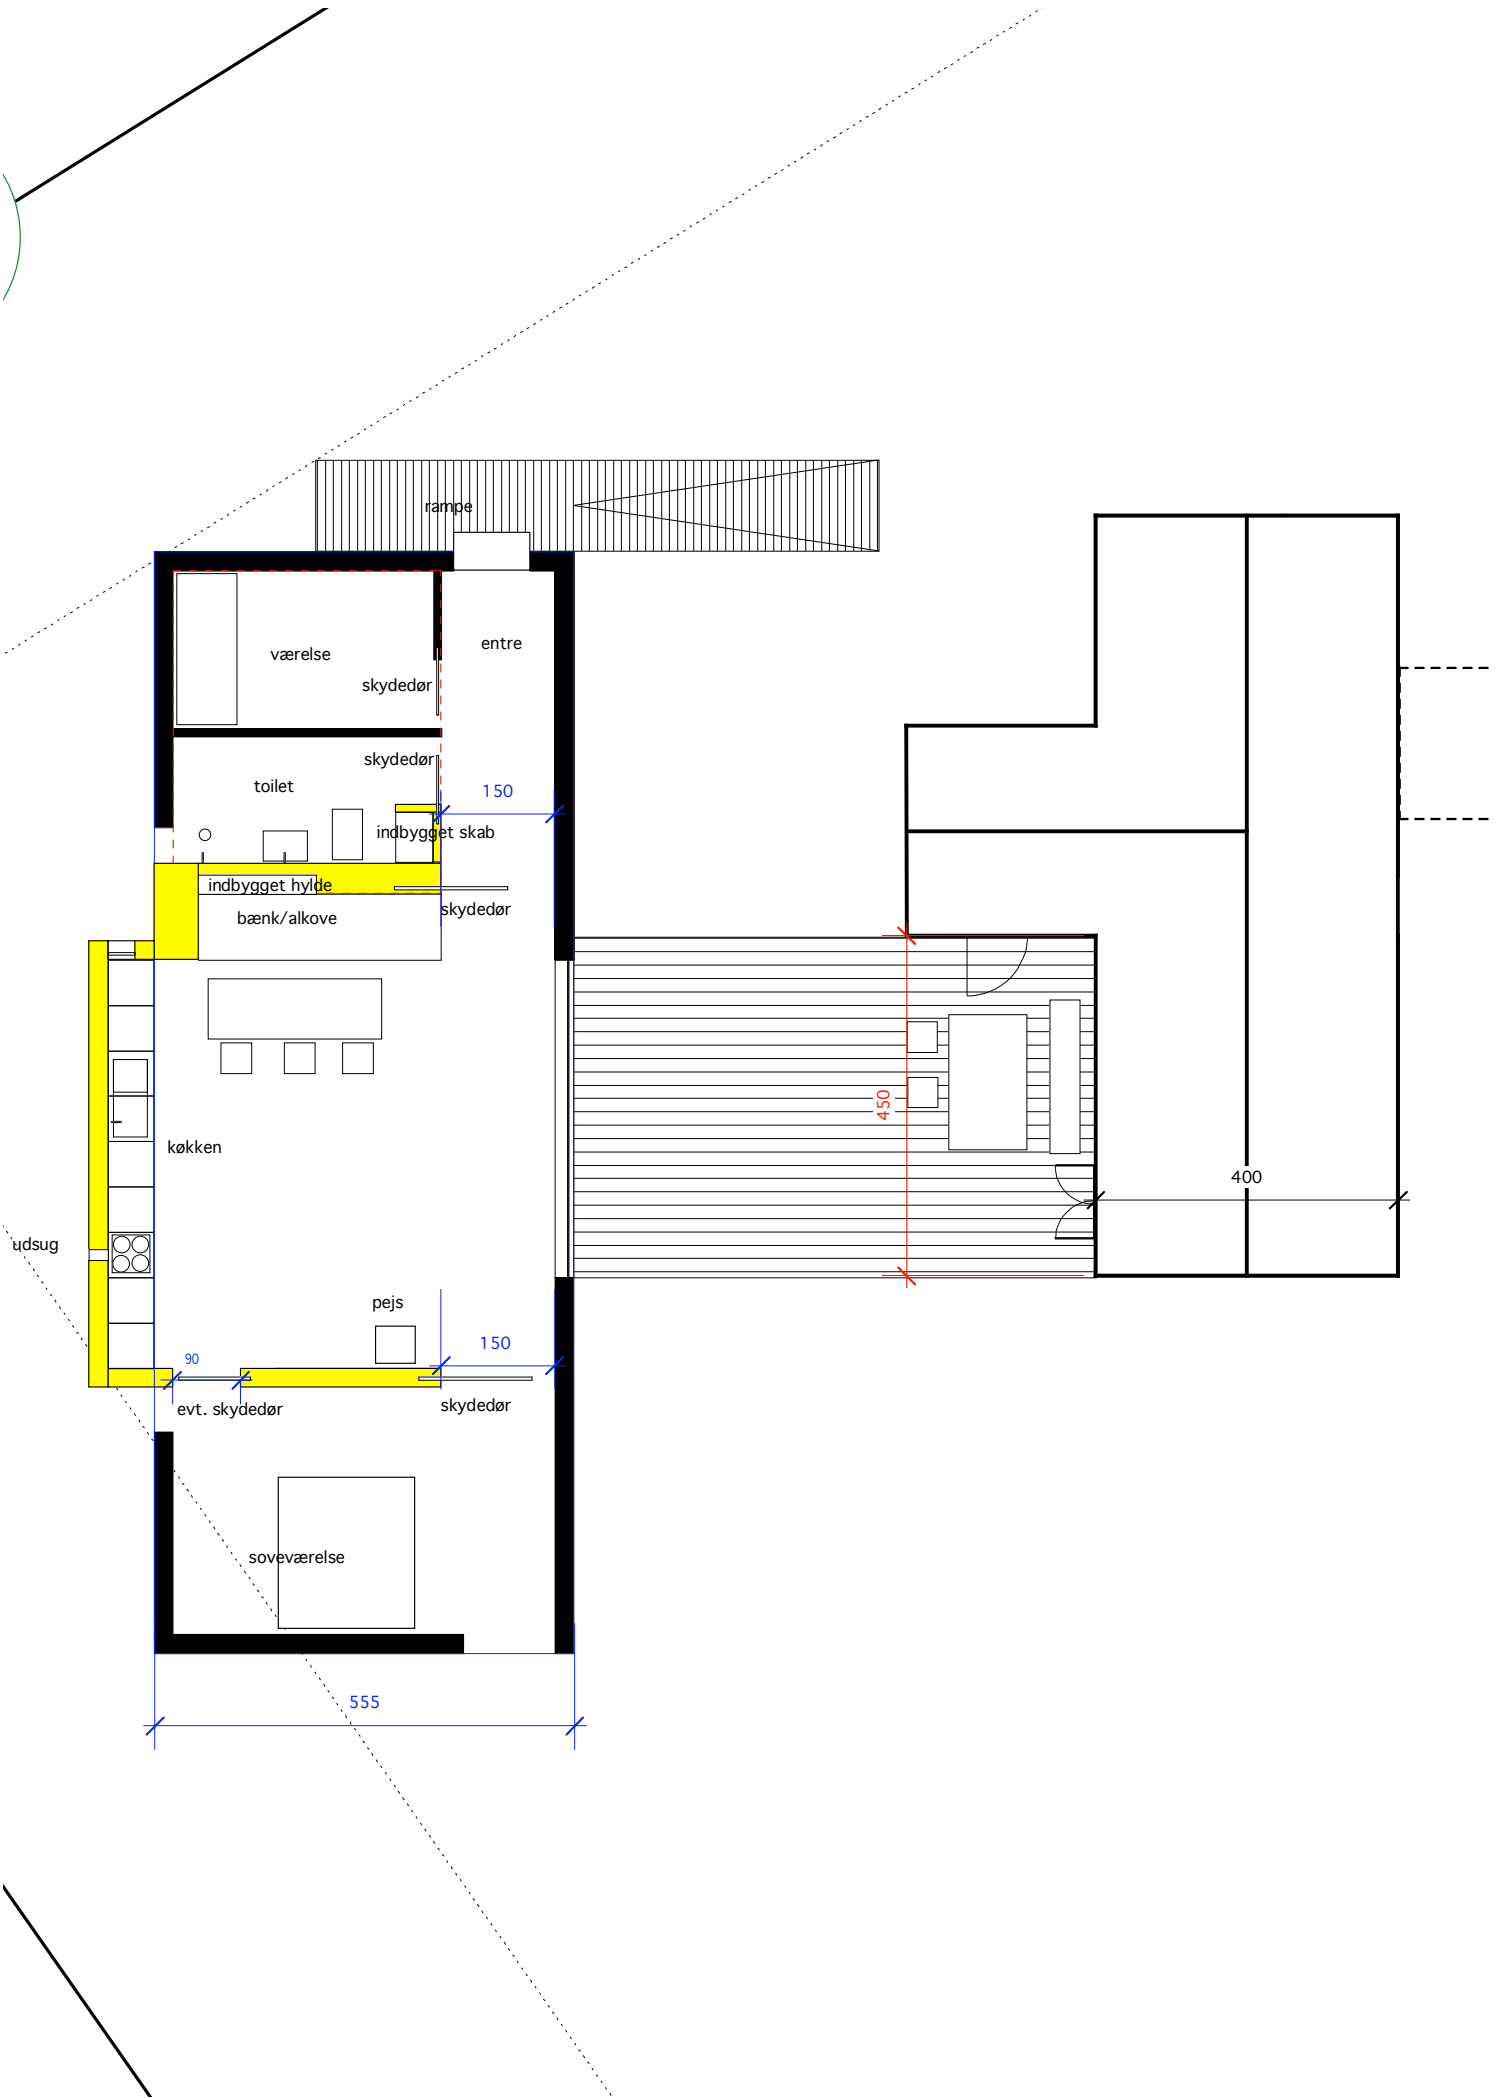 rampe
entre
værelse
skydedør
skydedør
toilet
150
indbygget skab
indbygget hylde
skydedør
bænk/alkove
450
køkken
400
udsug
pejs
150
90
skydedør
evt. skydedør
soveværelse
555